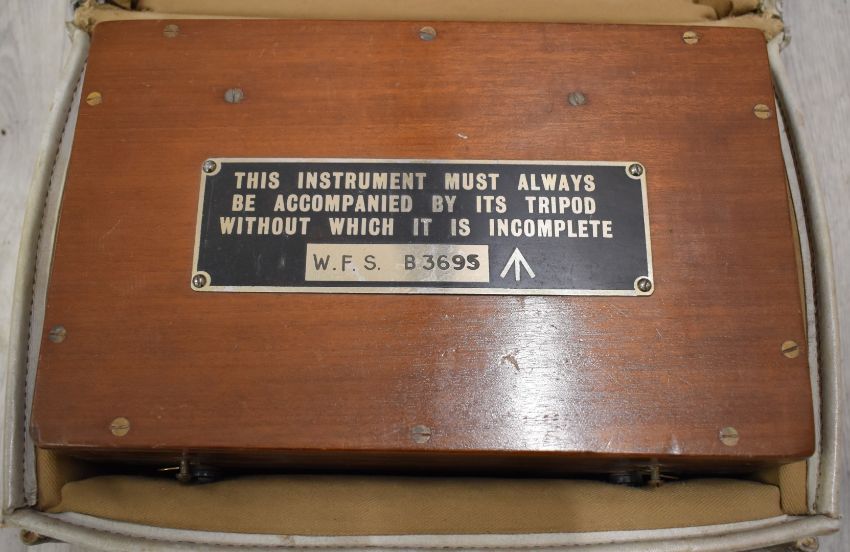 THIS INSTRUMENT MUST ALWAYS
BE ACCOMPANIED BY ITS TRIPOD
WITHOUT WHICH IT IS INCOMPLETE
W.F.S. B3695